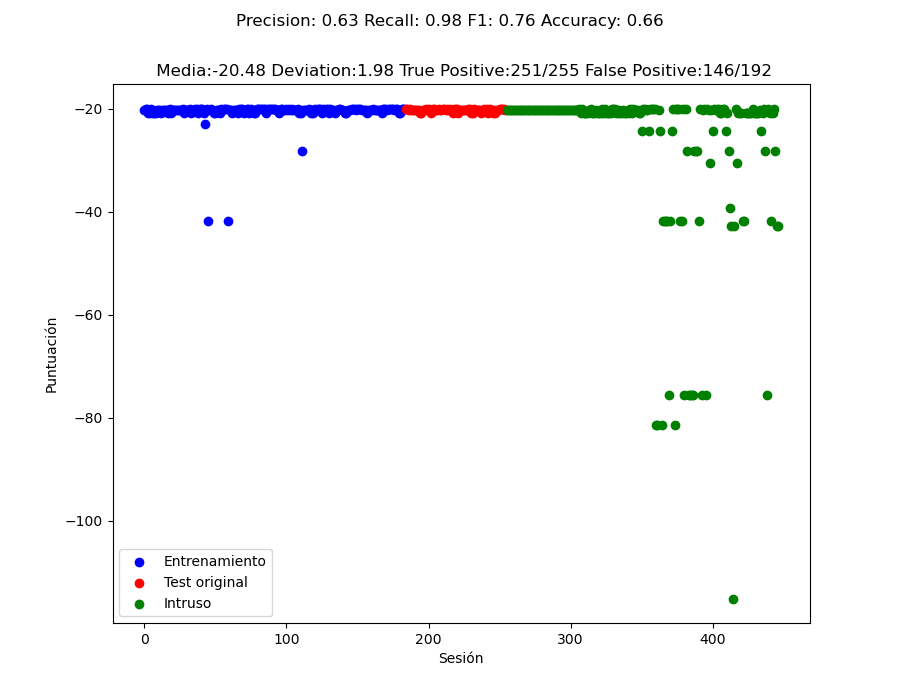 Precision: 0.63 Recall: 0.98 F1: 0.76 Accuracy: 0.66
Media:-20.48 Deviation:1.98 True Positive:251/255 False Positive:146/192
−20
−40
−60
−80
−100
Puntuación
Entrenamiento
Test original
Intruso
0
100
200
300
400
Sesión